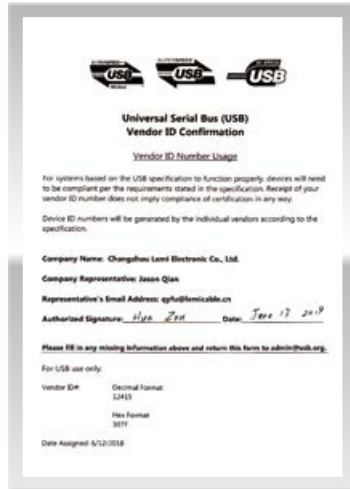 USB
USB
USB
Universal Serial Bus (USB)
Vendor ID Confirmation
Vendor ID Number Usage
For systems based on the USB specification to function properly, devices will need
to be compliant per the requirements stated in the specification. Receipt of your
vendor ID number does not imply compliance of certification in any way.
Device ID numbers will be generated by the individual vendors according to the
specification.
Company Name: Changzhou Lemi Electronic Co., Ltd.
Company Representative: Jason Qian
Representative's Email Address: qyfu@lemicable.cn
Authorized Signature: Date: June 17 2019
Please fill in any missing information above and return this form to admin@usb.org.
For USB use only:
Vendor ID#: Decimal Format
12415
Hex Format
307F
Date Assigned: 6/12/2018